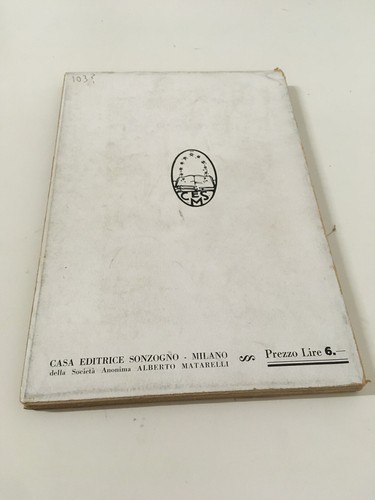 CES
M
CASA EDITRICE SONZOGNO - MILANO
della Società Anonima ALBERTO MATARELLI
Prezzo Lire 6.—